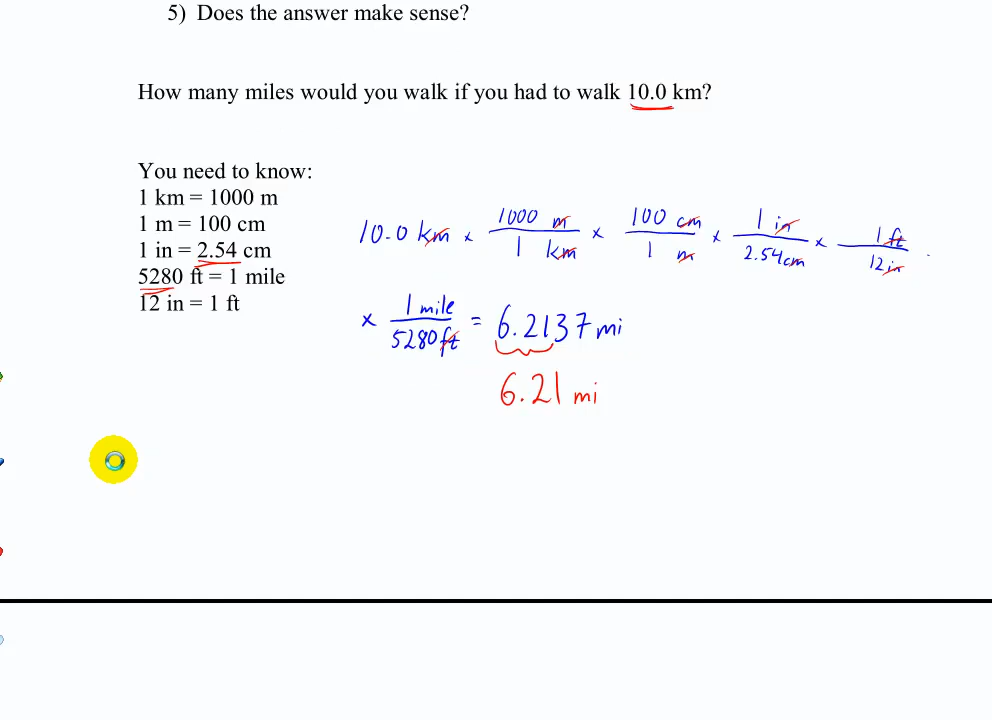 5) Does the answer make sense?
How many miles would you walk if you had to walk 10.0 km?
You need to know:
1 km = 1000 m
1 m = 100 cm
1 in = 2.54 cm
5280 ft = 1 mile
12 in = 1 ft
10.0 km × 1000 m / 1 km × 100 cm / 1 m × 1 in / 2.54 cm × 1 ft / 12 in
× 1 mile / 5280 ft = 6.2137 mi
6.21 mi